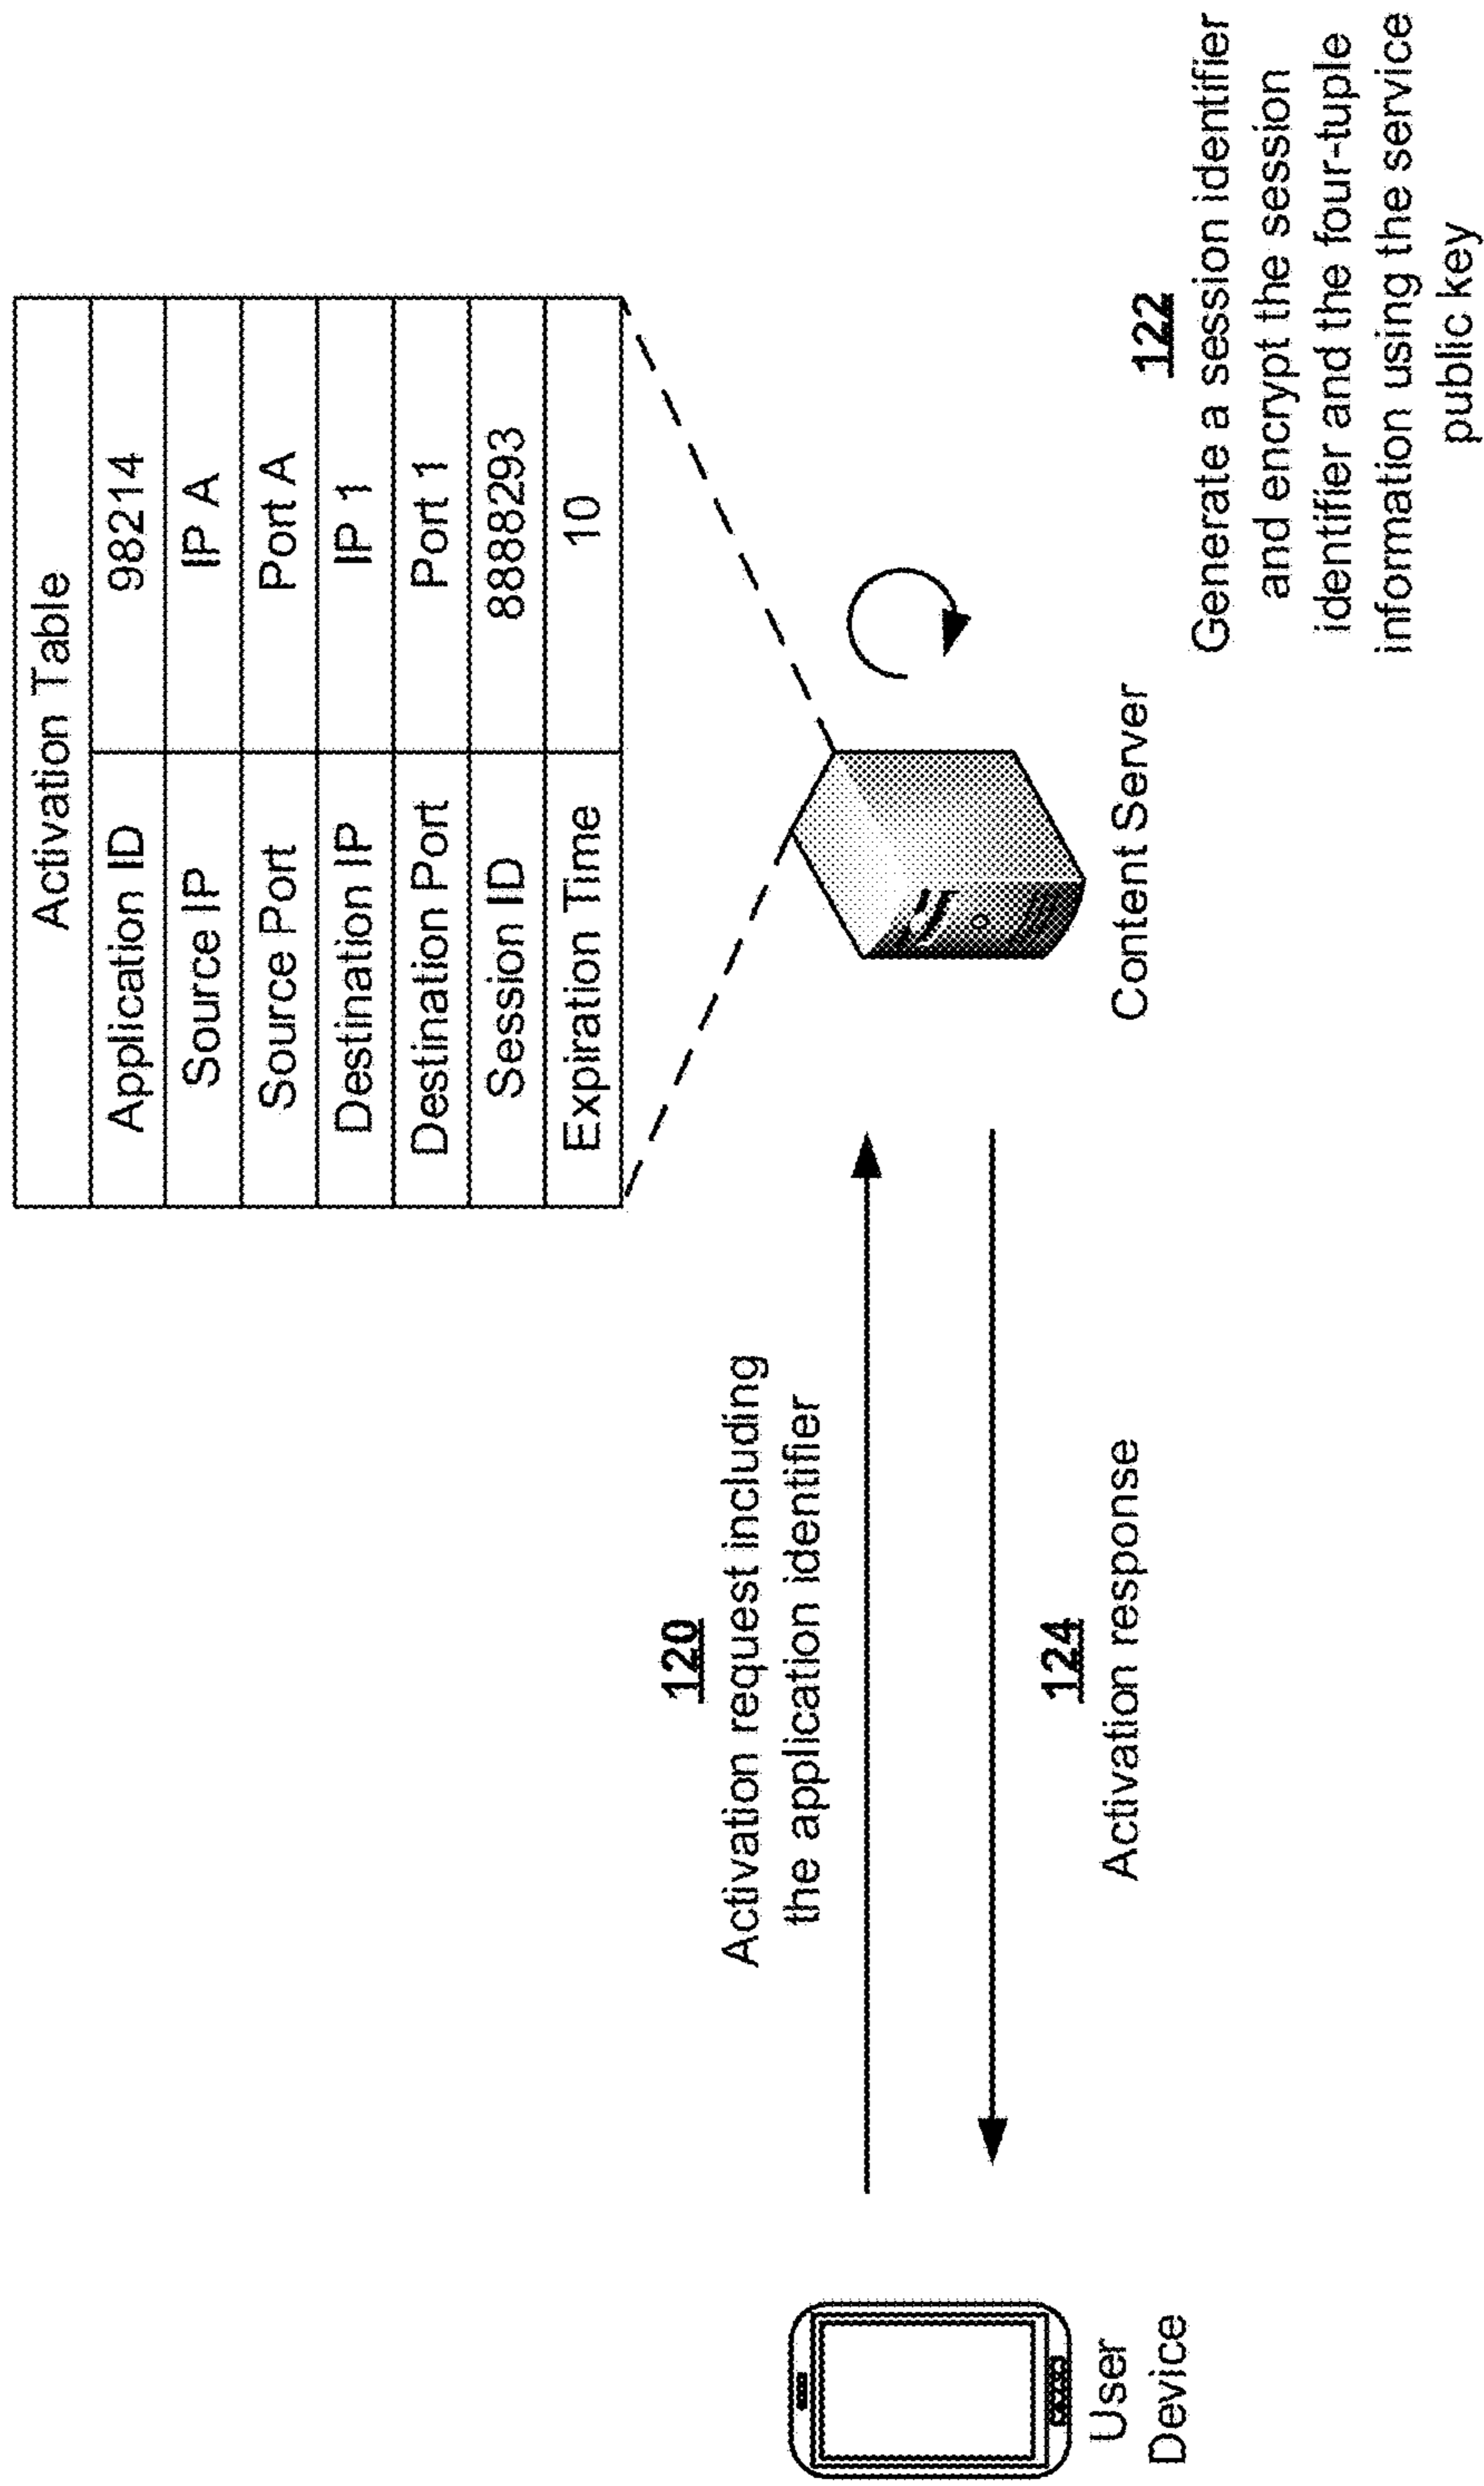 Activation Table
Application ID 98214
Source IP IP A
Source Port Port A
Destination IP IP 1
Destination Port Port 1
Session ID 8888293
Expiration Time 10
120
Activation request including
the application identifier
124
Activation response
User
Device
Content Server
122
Generate a session identifier
and encrypt the session
identifier and the four-tuple
information using the service
public key